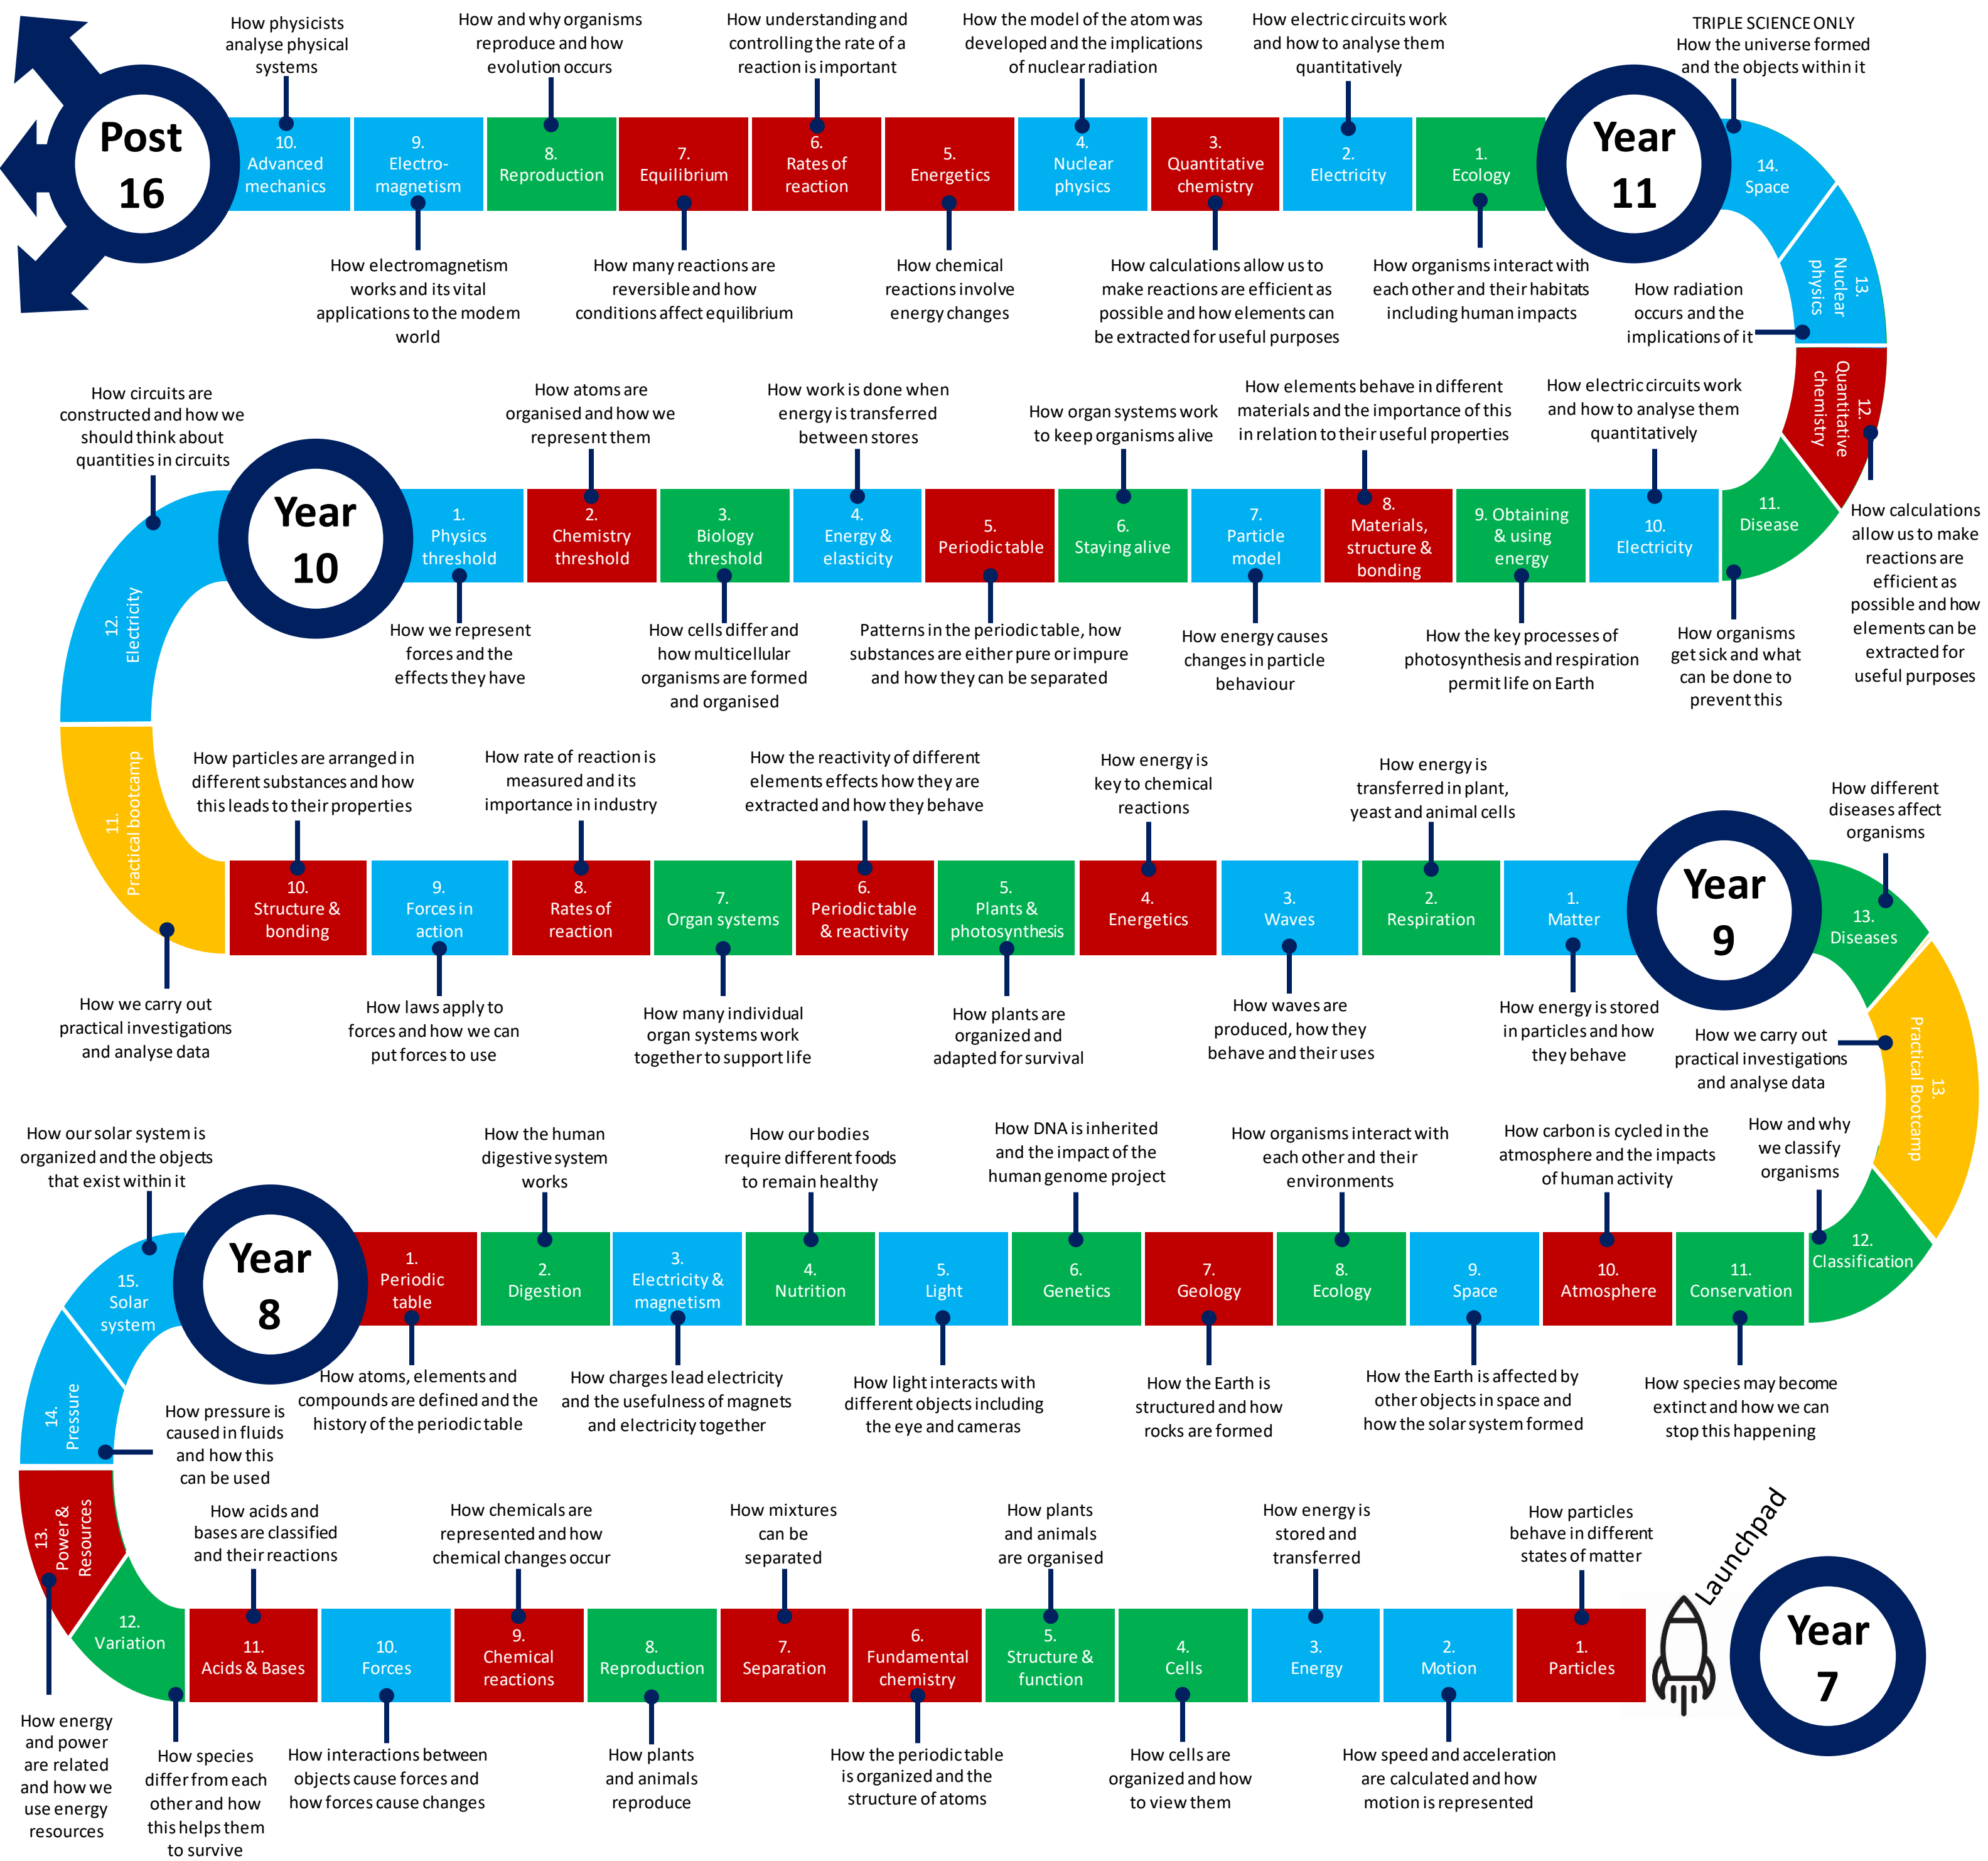 How physicists
analyse physical
systems
How and why organisms
reproduce and how
evolution occurs
How understanding and
controlling the rate of a
reaction is important
How the model of the atom was
developed and the implications
of nuclear radiation
How electric circuits work
and how to analyse them
quantitatively
TRIPLE SCIENCE ONLY
How the universe formed
and the objects within it
Post
16
10.
Advanced
mechanics
9.
Electro-
magnetism
8.
Reproduction
7.
Equilibrium
6.
Rates of
reaction
5.
Energetics
4.
Nuclear
physics
3.
Quantitative
chemistry
2.
Electricity
1.
Ecology
Year
11
14.
Space
13.
Nuclear
physics
12.
Quantitative
chemistry
How electromagnetism
works and its vital
applications to the modern
world
How many reactions are
reversible and how
conditions affect equilibrium
How chemical
reactions involve
energy changes
How calculations allow us to
make reactions are efficient as
possible and how elements can
be extracted for useful purposes
How organisms interact with
each other and their habitats
including human impacts
How radiation
occurs and the
implications of it
How circuits are
constructed and how we
should think about
quantities in circuits
How atoms are
organised and how we
represent them
How work is done when
energy is transferred
between stores
How organ systems work
to keep organisms alive
How elements behave in different
materials and the importance of this
in relation to their useful properties
How electric circuits work
and how to analyse them
quantitatively
Year
10
1.
Physics
threshold
2.
Chemistry
threshold
3.
Biology
threshold
4.
Energy &
elasticity
5.
Periodic table
6.
Staying alive
7.
Particle
model
8.
Materials,
structure &
bonding
9. Obtaining
& using
energy
10.
Electricity
11.
Disease
How calculations
allow us to make
reactions are
efficient as
possible and how
elements can be
extracted for
useful purposes
12.
Electricity
How we represent
forces and the
effects they have
How cells differ and
how multicellular
organisms are formed
and organised
Patterns in the periodic table, how
substances are either pure or impure
and how they can be separated
How energy causes
changes in particle
behaviour
How the key processes of
photosynthesis and respiration
permit life on Earth
How organisms
get sick and what
can be done to
prevent this
11.
Practical bootcamp
How particles are arranged in
different substances and how
this leads to their properties
How rate of reaction is
measured and its
importance in industry
How the reactivity of different
elements effects how they are
extracted and how they behave
How energy is
key to chemical
reactions
How energy is
transferred in plant,
yeast and animal cells
How different
diseases affect
organisms
10.
Structure &
bonding
9.
Forces in
action
8.
Rates of
reaction
7.
Organ systems
6.
Periodic table
& reactivity
5.
Plants &
photosynthesis
4.
Energetics
3.
Waves
2.
Respiration
1.
Matter
Year
9
13.
Diseases
How we carry out
practical investigations
and analyse data
How laws apply to
forces and how we can
put forces to use
How many individual
organ systems work
together to support life
How plants are
organized and
adapted for survival
How waves are
produced, how they
behave and their uses
How energy is stored
in particles and how
they behave
How we carry out
practical investigations
and analyse data
13.
Practical Bootcamp
How our solar system is
organized and the objects
that exist within it
How the human
digestive system
works
How our bodies
require different foods
to remain healthy
How DNA is inherited
and the impact of the
human genome project
How organisms interact with
each other and their
environments
How carbon is cycled in the
atmosphere and the impacts
of human activity
How and why
we classify
organisms
15.
Solar
system
Year
8
1.
Periodic
table
2.
Digestion
3.
Electricity &
magnetism
4.
Nutrition
5.
Light
6.
Genetics
7.
Geology
8.
Ecology
9.
Space
10.
Atmosphere
11.
Conservation
12.
Classification
14.
Pressure
How pressure is
caused in fluids
and how this
can be used
How atoms, elements and
compounds are defined and the
history of the periodic table
How charges lead electricity
and the usefulness of magnets
and electricity together
How light interacts with
different objects including
the eye and cameras
How the Earth is
structured and how
rocks are formed
How the Earth is affected by
other objects in space and
how the solar system formed
How species may become
extinct and how we can
stop this happening
13.
Power &
Resources
How acids and
bases are classified
and their reactions
How chemicals are
represented and how
chemical changes occur
How mixtures
can be
separated
How plants
and animals
are organised
How energy is
stored and
transferred
How particles
behave in different
states of matter
Launchpad
12.
Variation
11.
Acids & Bases
10.
Forces
9.
Chemical
reactions
8.
Reproduction
7.
Separation
6.
Fundamental
chemistry
5.
Structure &
function
4.
Cells
3.
Energy
2.
Motion
1.
Particles
Year
7
How energy
and power
are related
and how we
use energy
resources
How species
differ from each
other and how
this helps them
to survive
How interactions between
objects cause forces and
how forces cause changes
How plants
and animals
reproduce
How the periodic table
is organized and the
structure of atoms
How cells are
organized and how
to view them
How speed and acceleration
are calculated and how
motion is represented